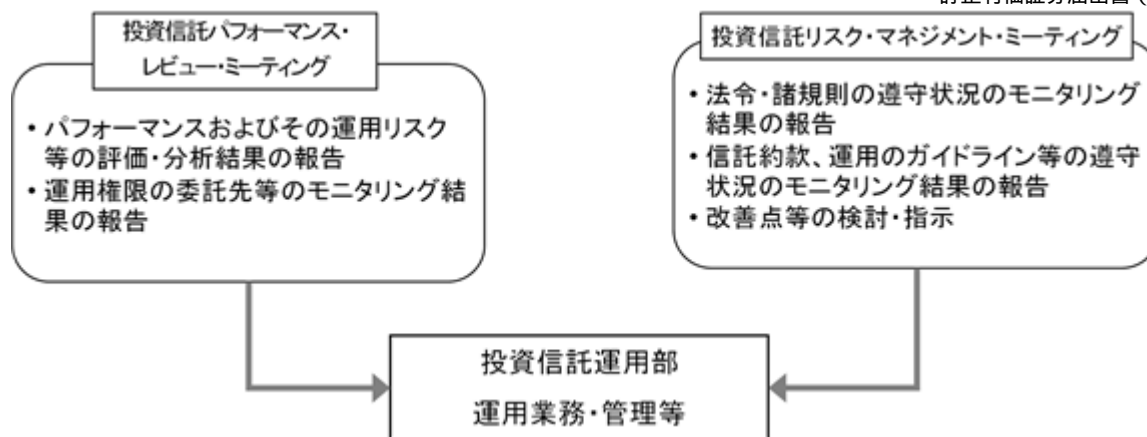 投資信託パフォーマンス・
レビュー・ミーティング
・パフォーマンスおよびその運用リスク
等の評価・分析結果の報告
・運用権限の委託先等のモニタリング結
果の報告
投資信託リスク・マネジメント・ミーティング
・法令・諸規則の遵守状況のモニタリング
結果の報告
・信託約款、運用のガイドライン等の遵守
状況のモニタリング結果の報告
・改善点等の検討・指示
投資信託運用部
運用業務・管理等